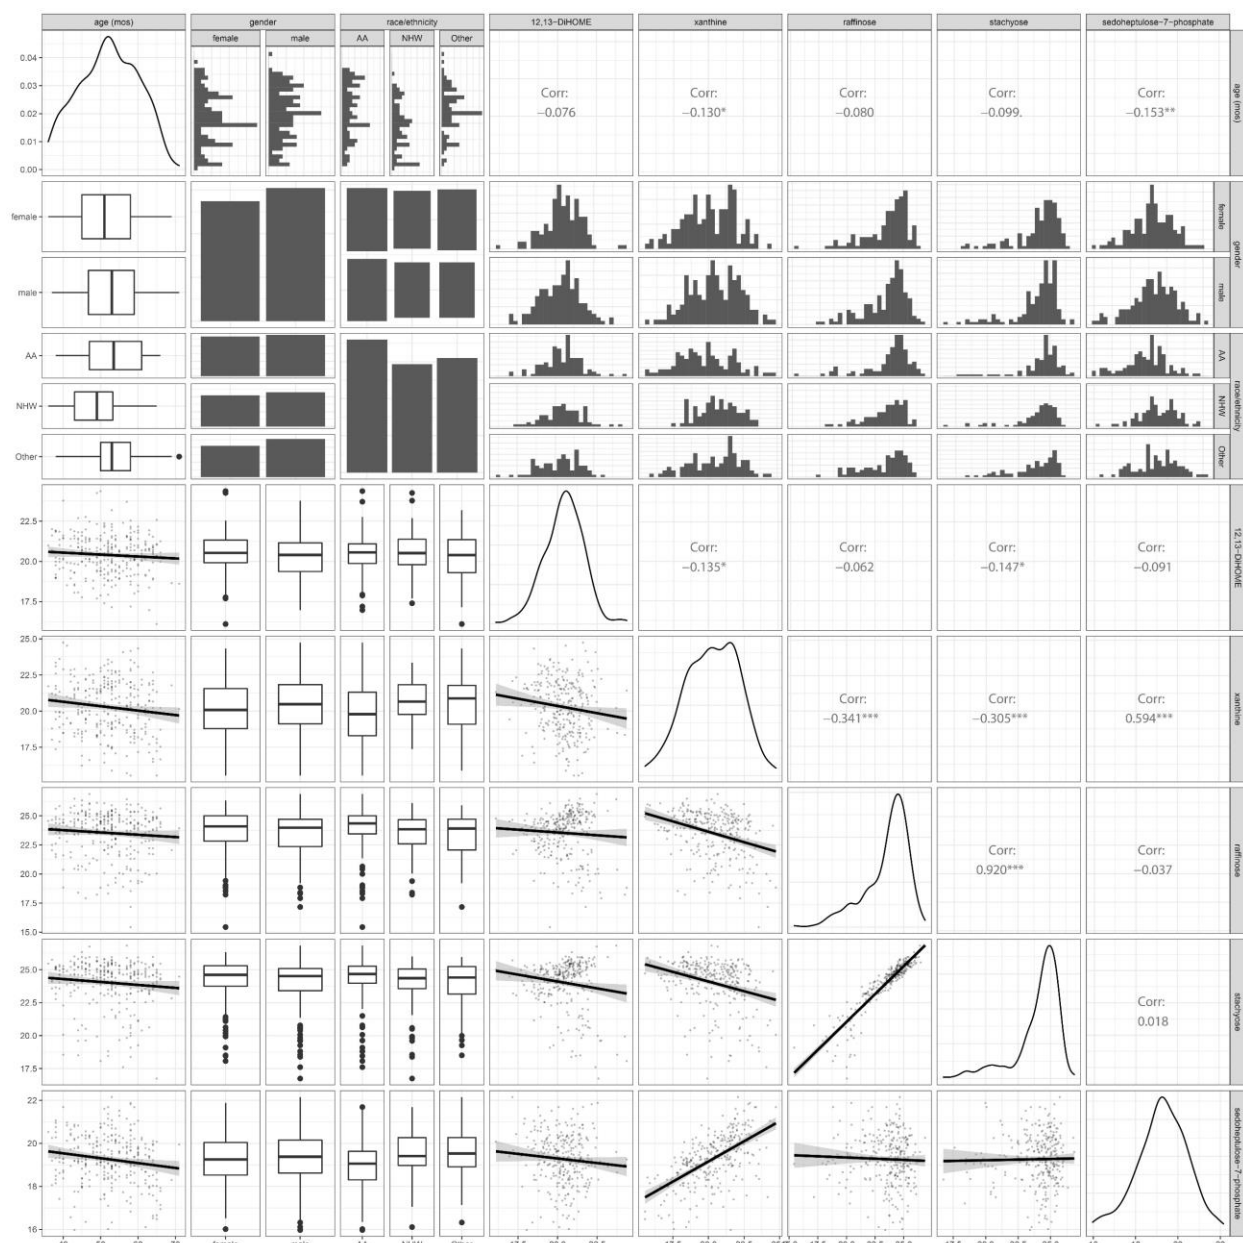 age (mos) gender race/ethnicity 12,13−DiHOME xanthine raffinose stachyose sedoheptulose−7−phosphate
female male AA NHW Other
0.04
0.03
0.02
0.01
0.00
Corr: Corr: Corr: Corr: Corr:
−0.076 −0.130* −0.080 −0.099. −0.153**
age (mos)
female
female
gender
male
male
AA
AA
race/ethnicity
NHW
NHW
Other
Other
22.5
20.0
17.5
Corr: Corr: Corr: Corr:
−0.135* −0.062 −0.147* −0.091
12,13−DiHOME
25.0
22.5
20.0
17.5
Corr: Corr: Corr:
−0.341*** −0.305*** 0.594***
xanthine
25.0
22.5
20.0
17.5
15.0
Corr: Corr:
0.920*** −0.037
raffinose
25.0
22.5
20.0
17.5
Corr:
0.018
stachyose
22
20
18
16
sedoheptulose−7−phosphate